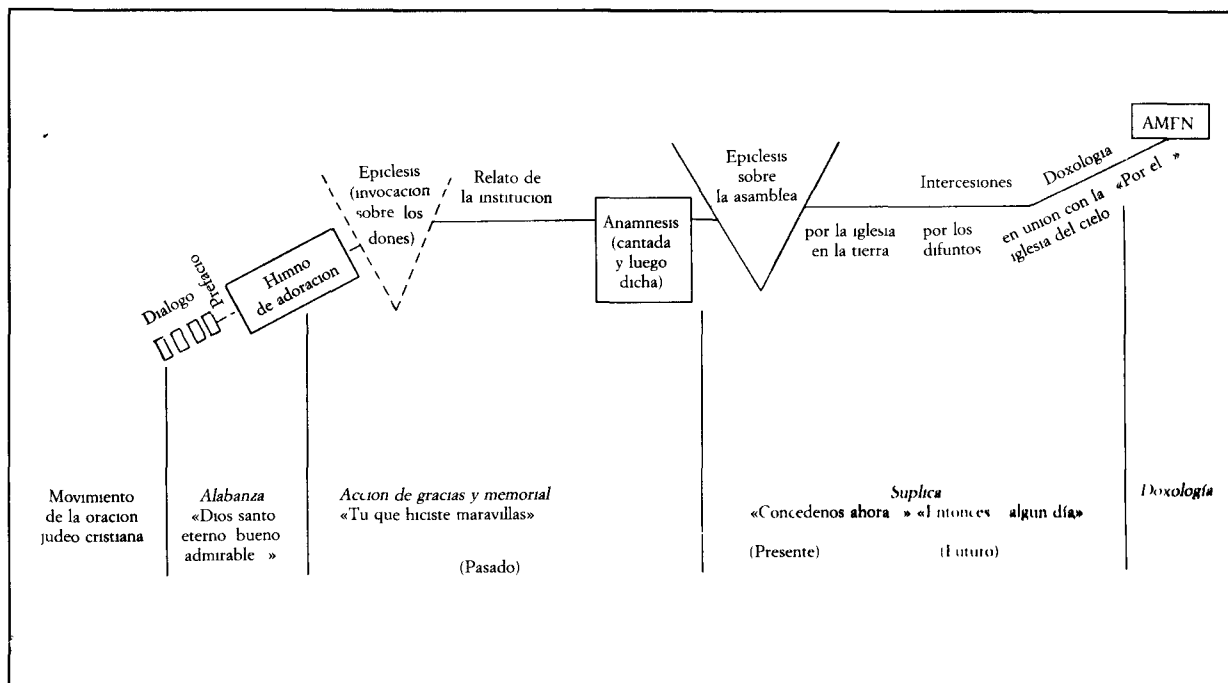 AMEN
Doxologia
«Por el »
en union con la
iglesia del cielo
Intercesiones
por la iglesia
en la tierra
por los
difuntos
Epiclesis
sobre
la asamblea
Anamnesis
(cantada
y luego
dicha)
Relato de
la institucion
Epiclesis
(invocacion
sobre los
dones)
Himno
de adoracion
Prefacio
Dialogo
Movimiento
de la oracion
judeo cristiana
Alabanza
«Dios santo
eterno bueno
admirable »
Accion de gracias y memorial
«Tu que hiciste maravillas»
(Pasado)
Suplica
«Concedenos ahora » «Entonces algun día»
(Presente) (Futuro)
Doxología